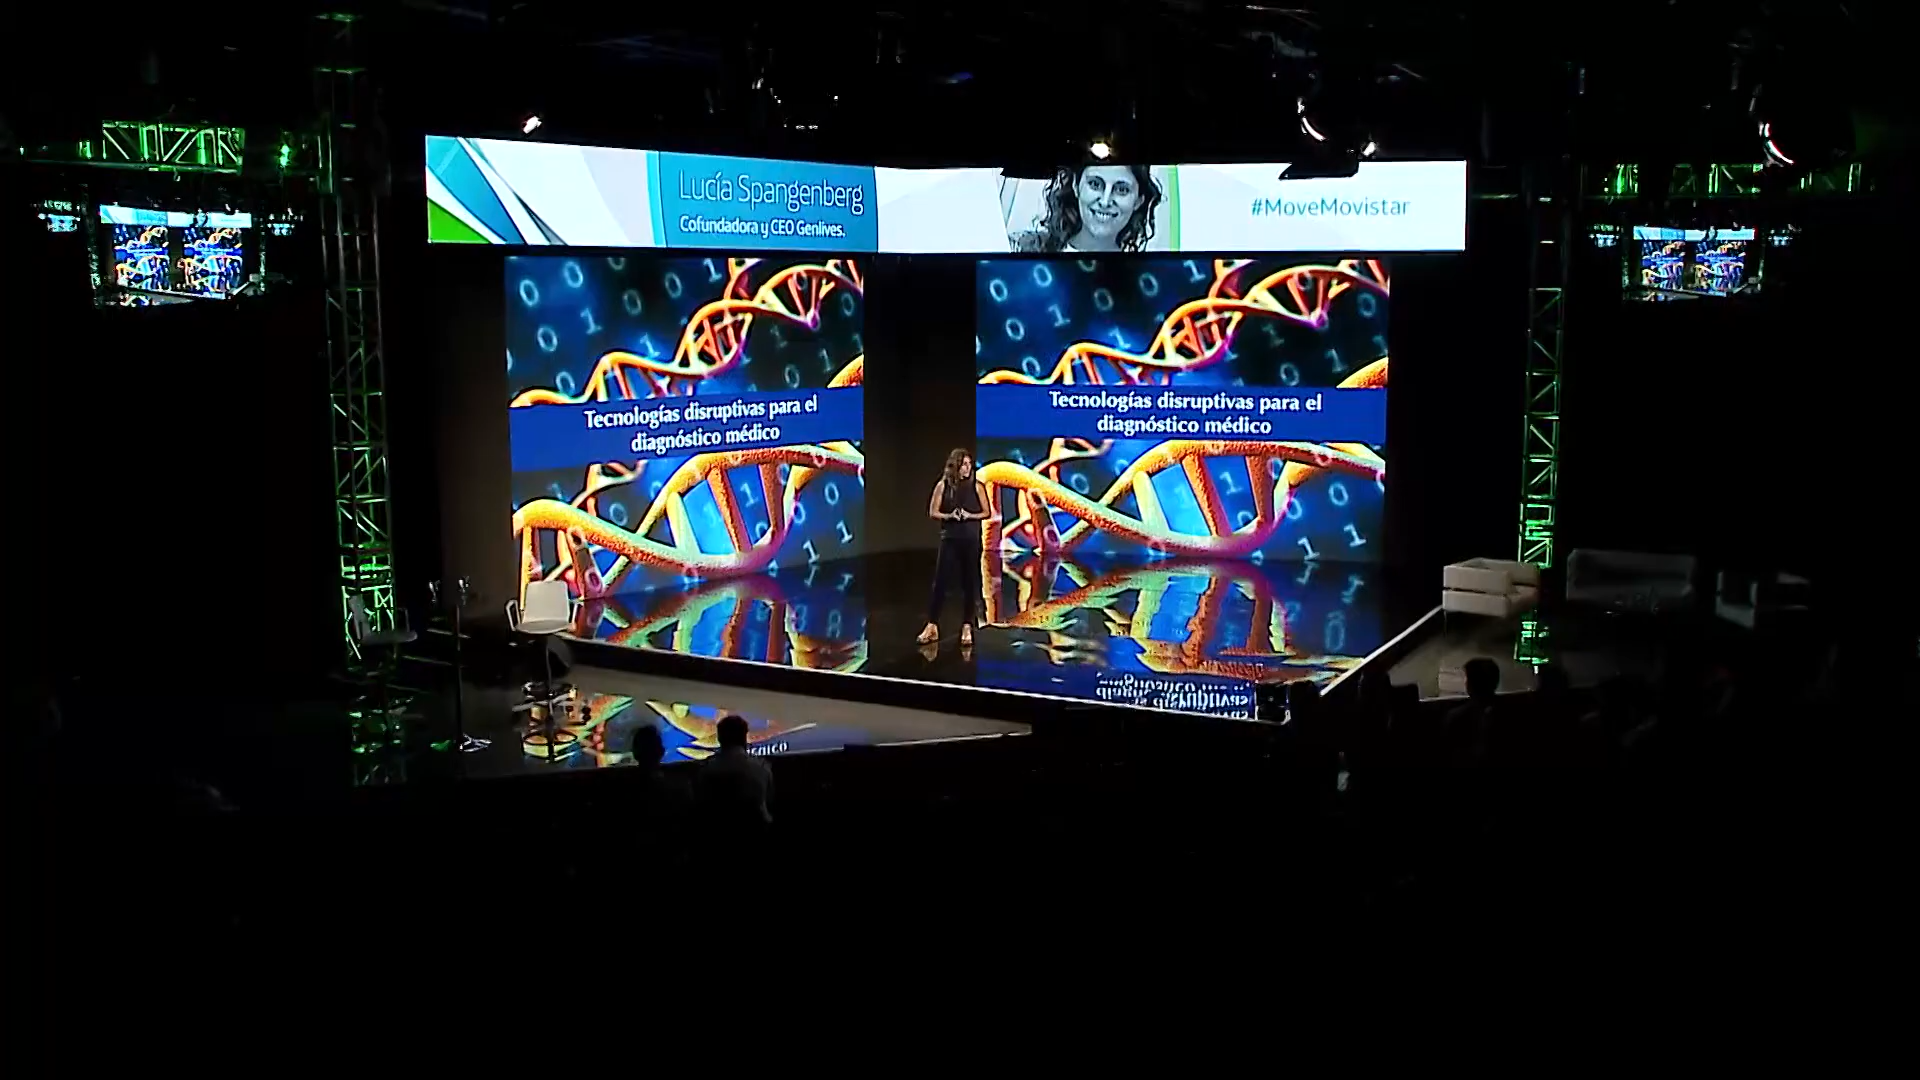 Lucía Spangenberg
Cofundadora y CEO Genlives.
#MoveMovistar
Tecnologías disruptivas para el
diagnóstico médico
Tecnologías disruptivas para el
diagnóstico médico